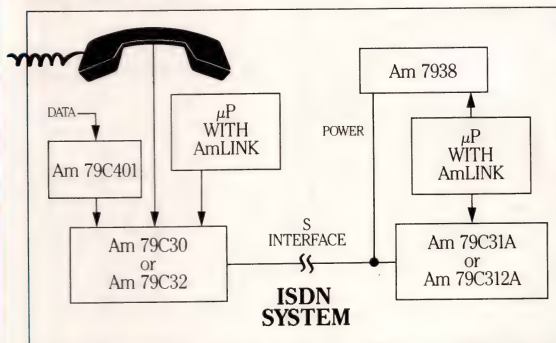 DATA
Am 79C401
μP
WITH
AmLINK
Am 79C30
or
Am 79C32
S
INTERFACE
ISDN
SYSTEM
POWER
Am 7938
μP
WITH
AmLINK
Am 79C31A
or
Am 79C312A